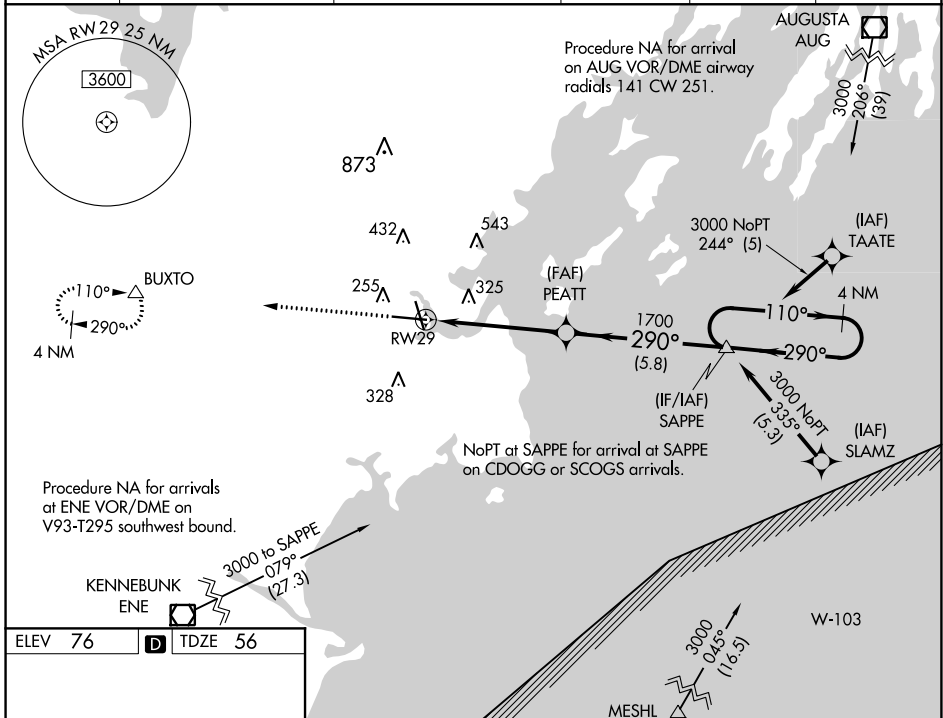 MSA RW 29 25 NM
3600
Procedure NA for arrival
on AUG VOR/DME airway
radials 141 CW 251.
AUGUSTA
AUG
3000
206°
(39)
873
432
543
255
325
328
RW29
110°
BUXTO
290°
4 NM
(FAF)
PEATT
1700
290°
(5.8)
3000 NoPT
244° (5)
(IAF)
TAATE
4 NM
110°
290°
(IF/IAF)
SAPPE
3000 NoPT
335°
(5.3)
(IAF)
SLAMZ
NoPT at SAPPE for arrival at SAPPE
on CDOGG or SCOGS arrivals.
Procedure NA for arrivals
at ENE VOR/DME on
V93-T295 southwest bound.
3000 to SAPPE
079°
(27.3)
KENNEBUNK
ENE
W-103
3000
045°
(16.5)
MESHL
ELEV 76 D TDZE 56